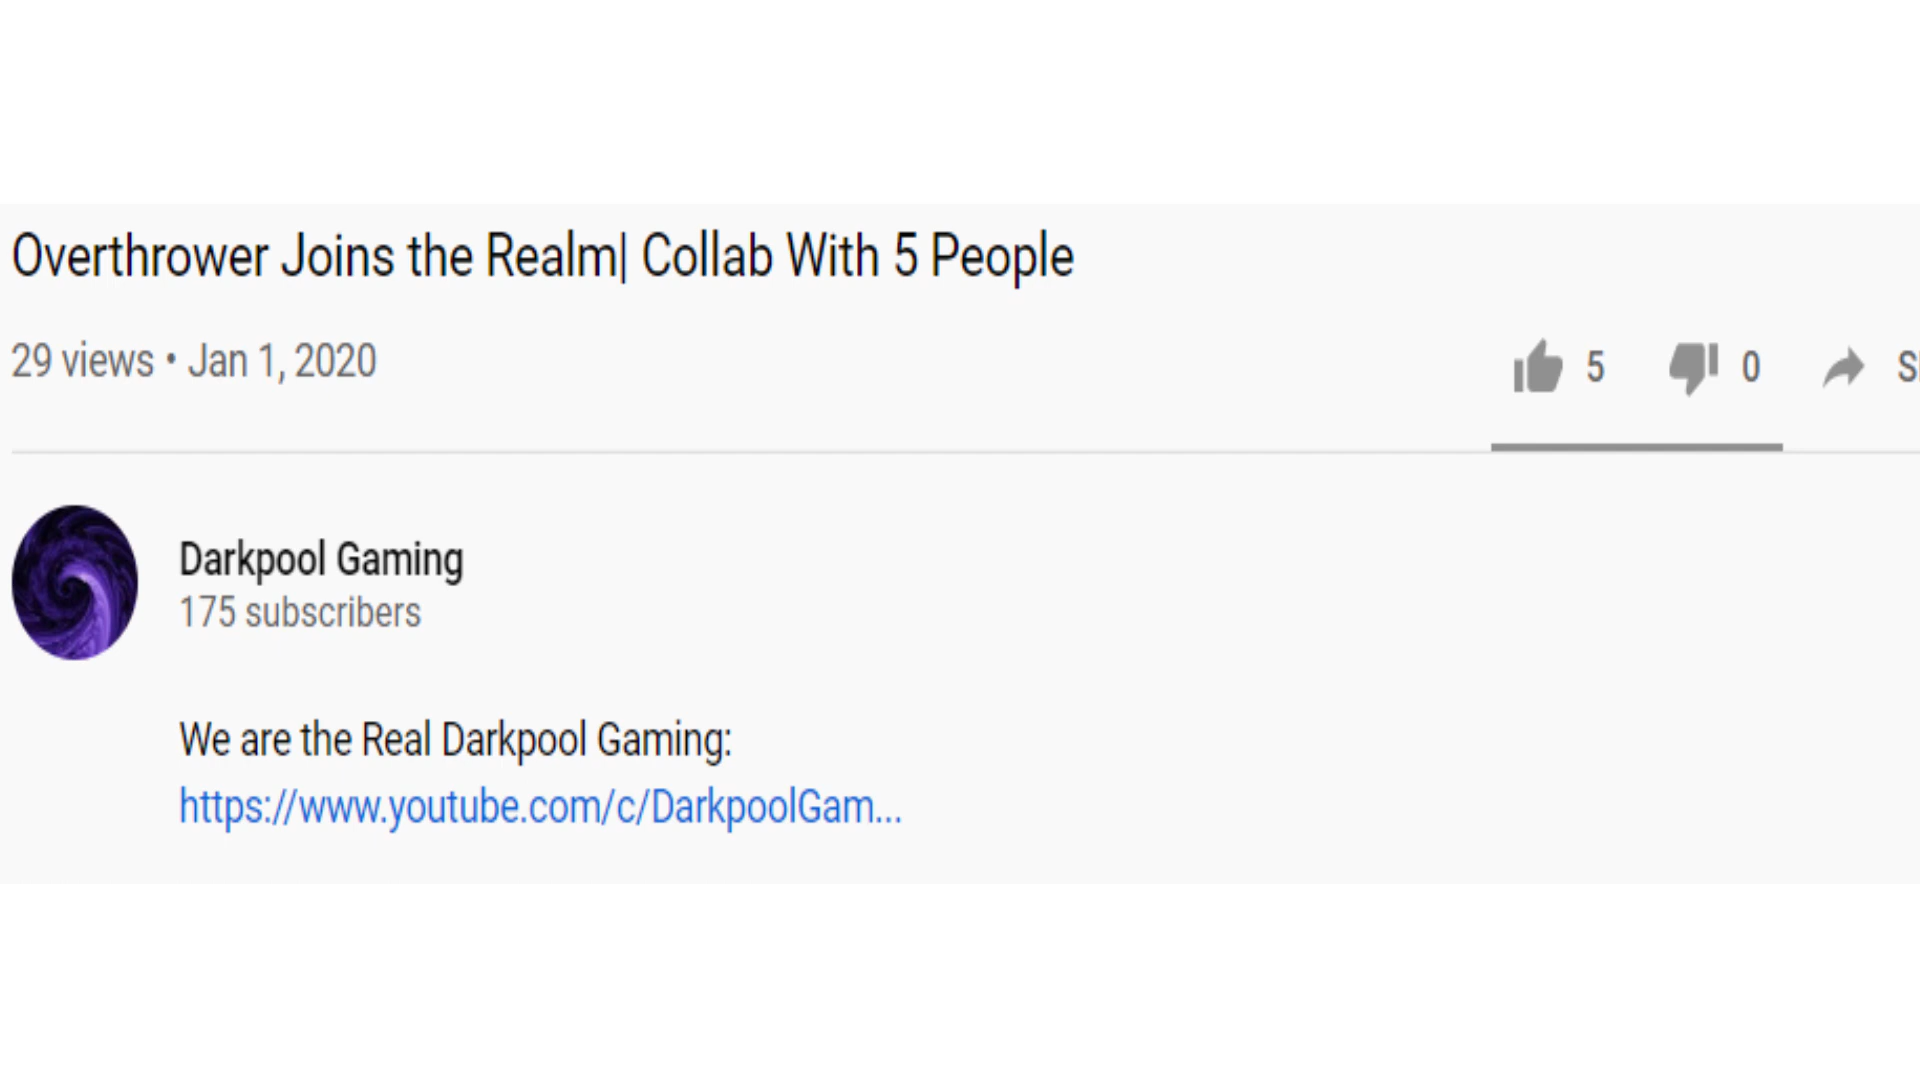 Overthrower Joins the Realm| Collab With 5 People
29 views • Jan 1, 2020
5 0
Darkpool Gaming
175 subscribers
We are the Real Darkpool Gaming:
https://www.youtube.com/c/DarkpoolGam...